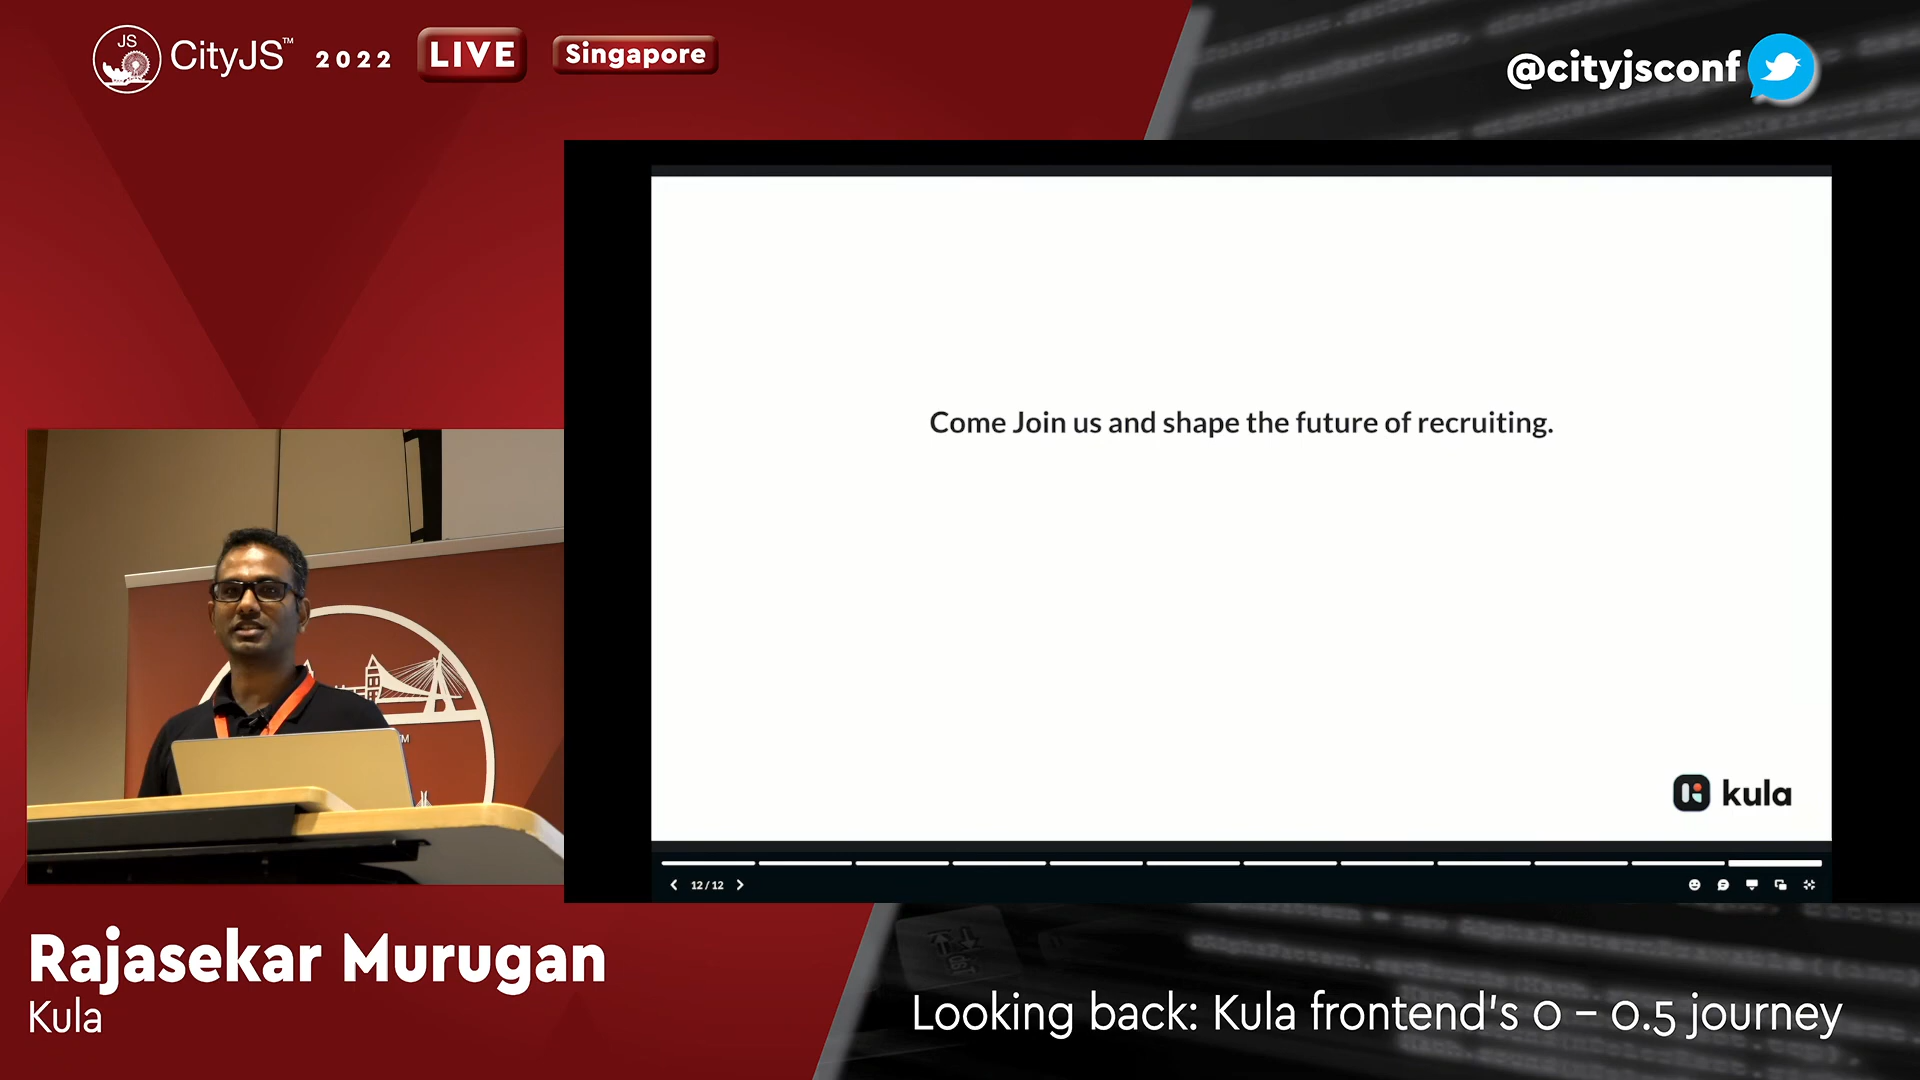 JS
CityJS™ 2022 LIVE Singapore
@cityjsconf
Come Join us and shape the future of recruiting.
kula
TM
12 / 12
Rajasekar Murugan
Kula
Looking back: Kula frontend's 0 – 0.5 journey